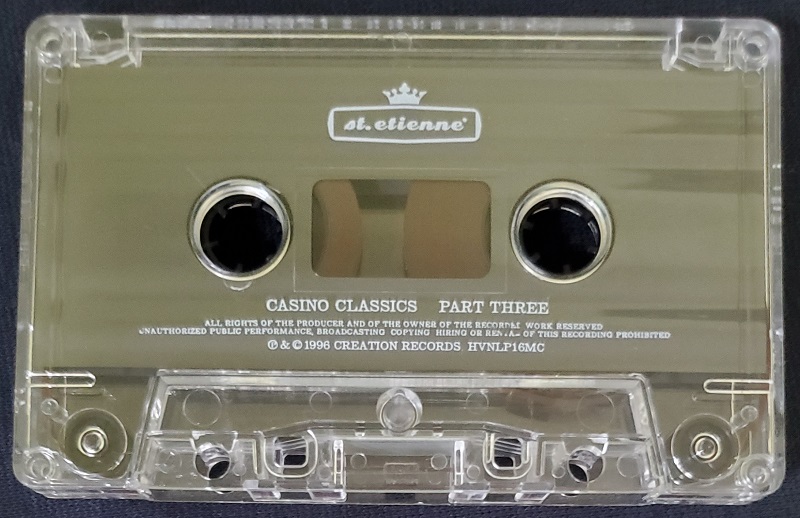 st. etienne
CASINO CLASSICS PART THREE
ALL RIGHTS OF THE PRODUCER AND OF THE OWNER OF THE RECORDED WORK RESERVED
UNAUTHORIZED PUBLIC PERFORMANCE, BROADCASTING COPYING HIRING OR RENTAL OF THIS RECORDING PROHIBITED
℗ & © 1996 CREATION RECORDS HVNLP16MC